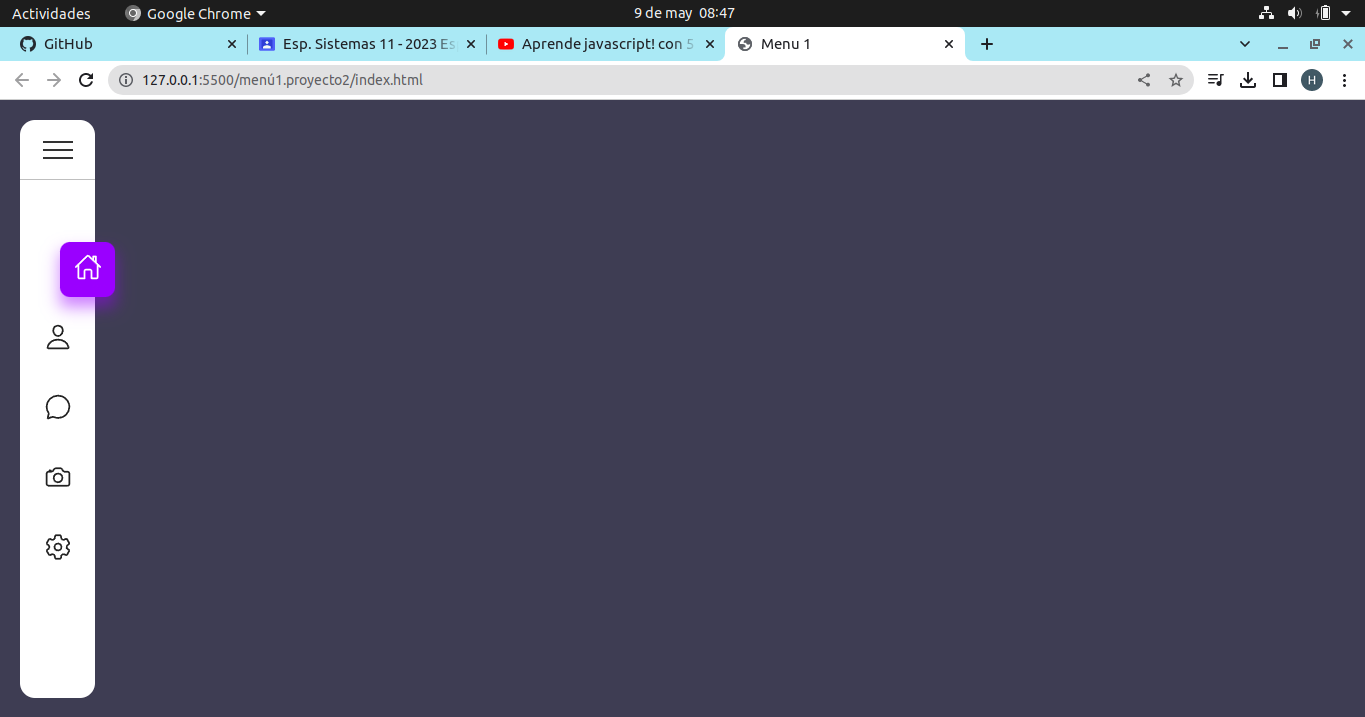 Actividades
Google Chrome
9 de may 08:47
GitHub
Esp. Sistemas 11 - 2023 Es
Aprende javascript! con 5
Menu 1
127.0.0.1:5500/menú1.proyecto2/index.html
H